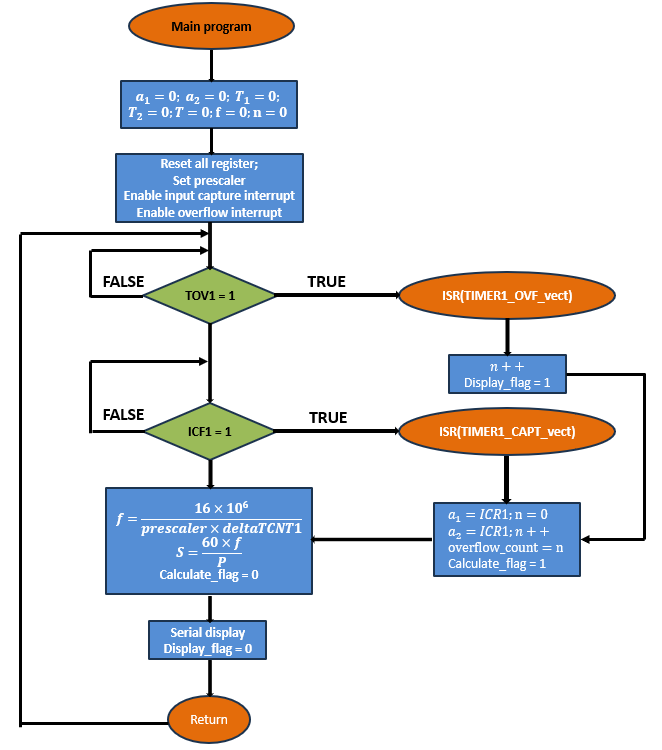 Main program
a₁ = 0; a₂ = 0; T₁ = 0;
T₂ = 0; T = 0; f = 0; n = 0
Reset all register;
Set prescaler
Enable input capture interrupt
Enable overflow interrupt
FALSE
TOV1 = 1
TRUE
ISR(TIMER1_OVF_vect)
n + +
Display_flag = 1
FALSE
ICF1 = 1
TRUE
ISR(TIMER1_CAPT_vect)
a₁ = ICR1; n = 0
a₂ = ICR1; n + +
overflow_count = n
Calculate_flag = 1
f = 16 × 10⁶ / prescaler × deltaTCNT1
S = 60 × f / P
Calculate_flag = 0
Serial display
Display_flag = 0
Return